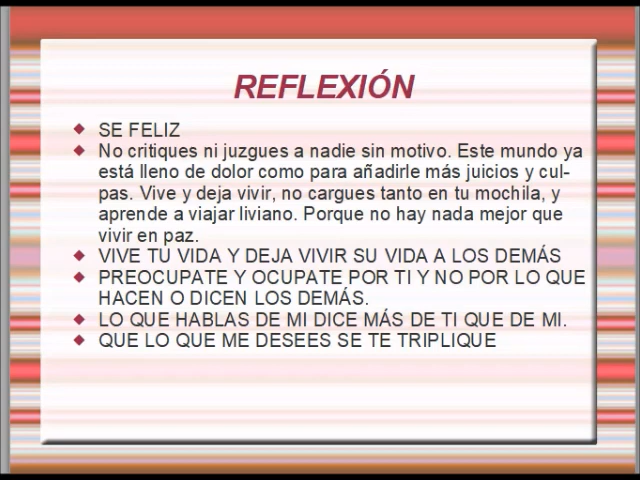 REFLEXIÓN
SE FELIZ
No critiques ni juzgues a nadie sin motivo. Este mundo ya
está lleno de dolor como para añadirle más juicios y cul-
pas. Vive y deja vivir, no cargues tanto en tu mochila, y
aprende a viajar liviano. Porque no hay nada mejor que
vivir en paz.
VIVE TU VIDA Y DEJA VIVIR SU VIDA A LOS DEMÁS
PREOCUPATE Y OCUPATE POR TI Y NO POR LO QUE
HACEN O DICEN LOS DEMÁS.
LO QUE HABLAS DE MI DICE MÁS DE TI QUE DE MI.
QUE LO QUE ME DESEES SE TE TRIPLIQUE